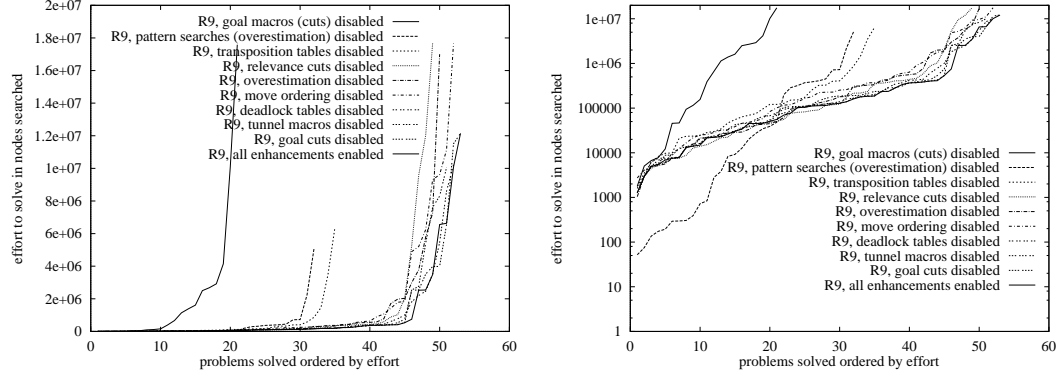 2e+07
1.8e+07
1.6e+07
1.4e+07
1.2e+07
1e+07
8e+06
6e+06
4e+06
2e+06
0
effort to solve in nodes searched
R9, goal macros (cuts) disabled
R9, pattern searches (overestimation) disabled
R9, transposition tables disabled
R9, relevance cuts disabled
R9, overestimation disabled
R9, move ordering disabled
R9, deadlock tables disabled
R9, tunnel macros disabled
R9, goal cuts disabled
R9, all enhancements enabled
0 10 20 30 40 50 60
problems solved ordered by effort
1e+07
1e+06
100000
10000
1000
100
10
1
effort to solve in nodes searched
R9, goal macros (cuts) disabled
R9, pattern searches (overestimation) disabled
R9, transposition tables disabled
R9, relevance cuts disabled
R9, overestimation disabled
R9, move ordering disabled
R9, deadlock tables disabled
R9, tunnel macros disabled
R9, goal cuts disabled
R9, all enhancements enabled
0 10 20 30 40 50 60
problems solved ordered by effort